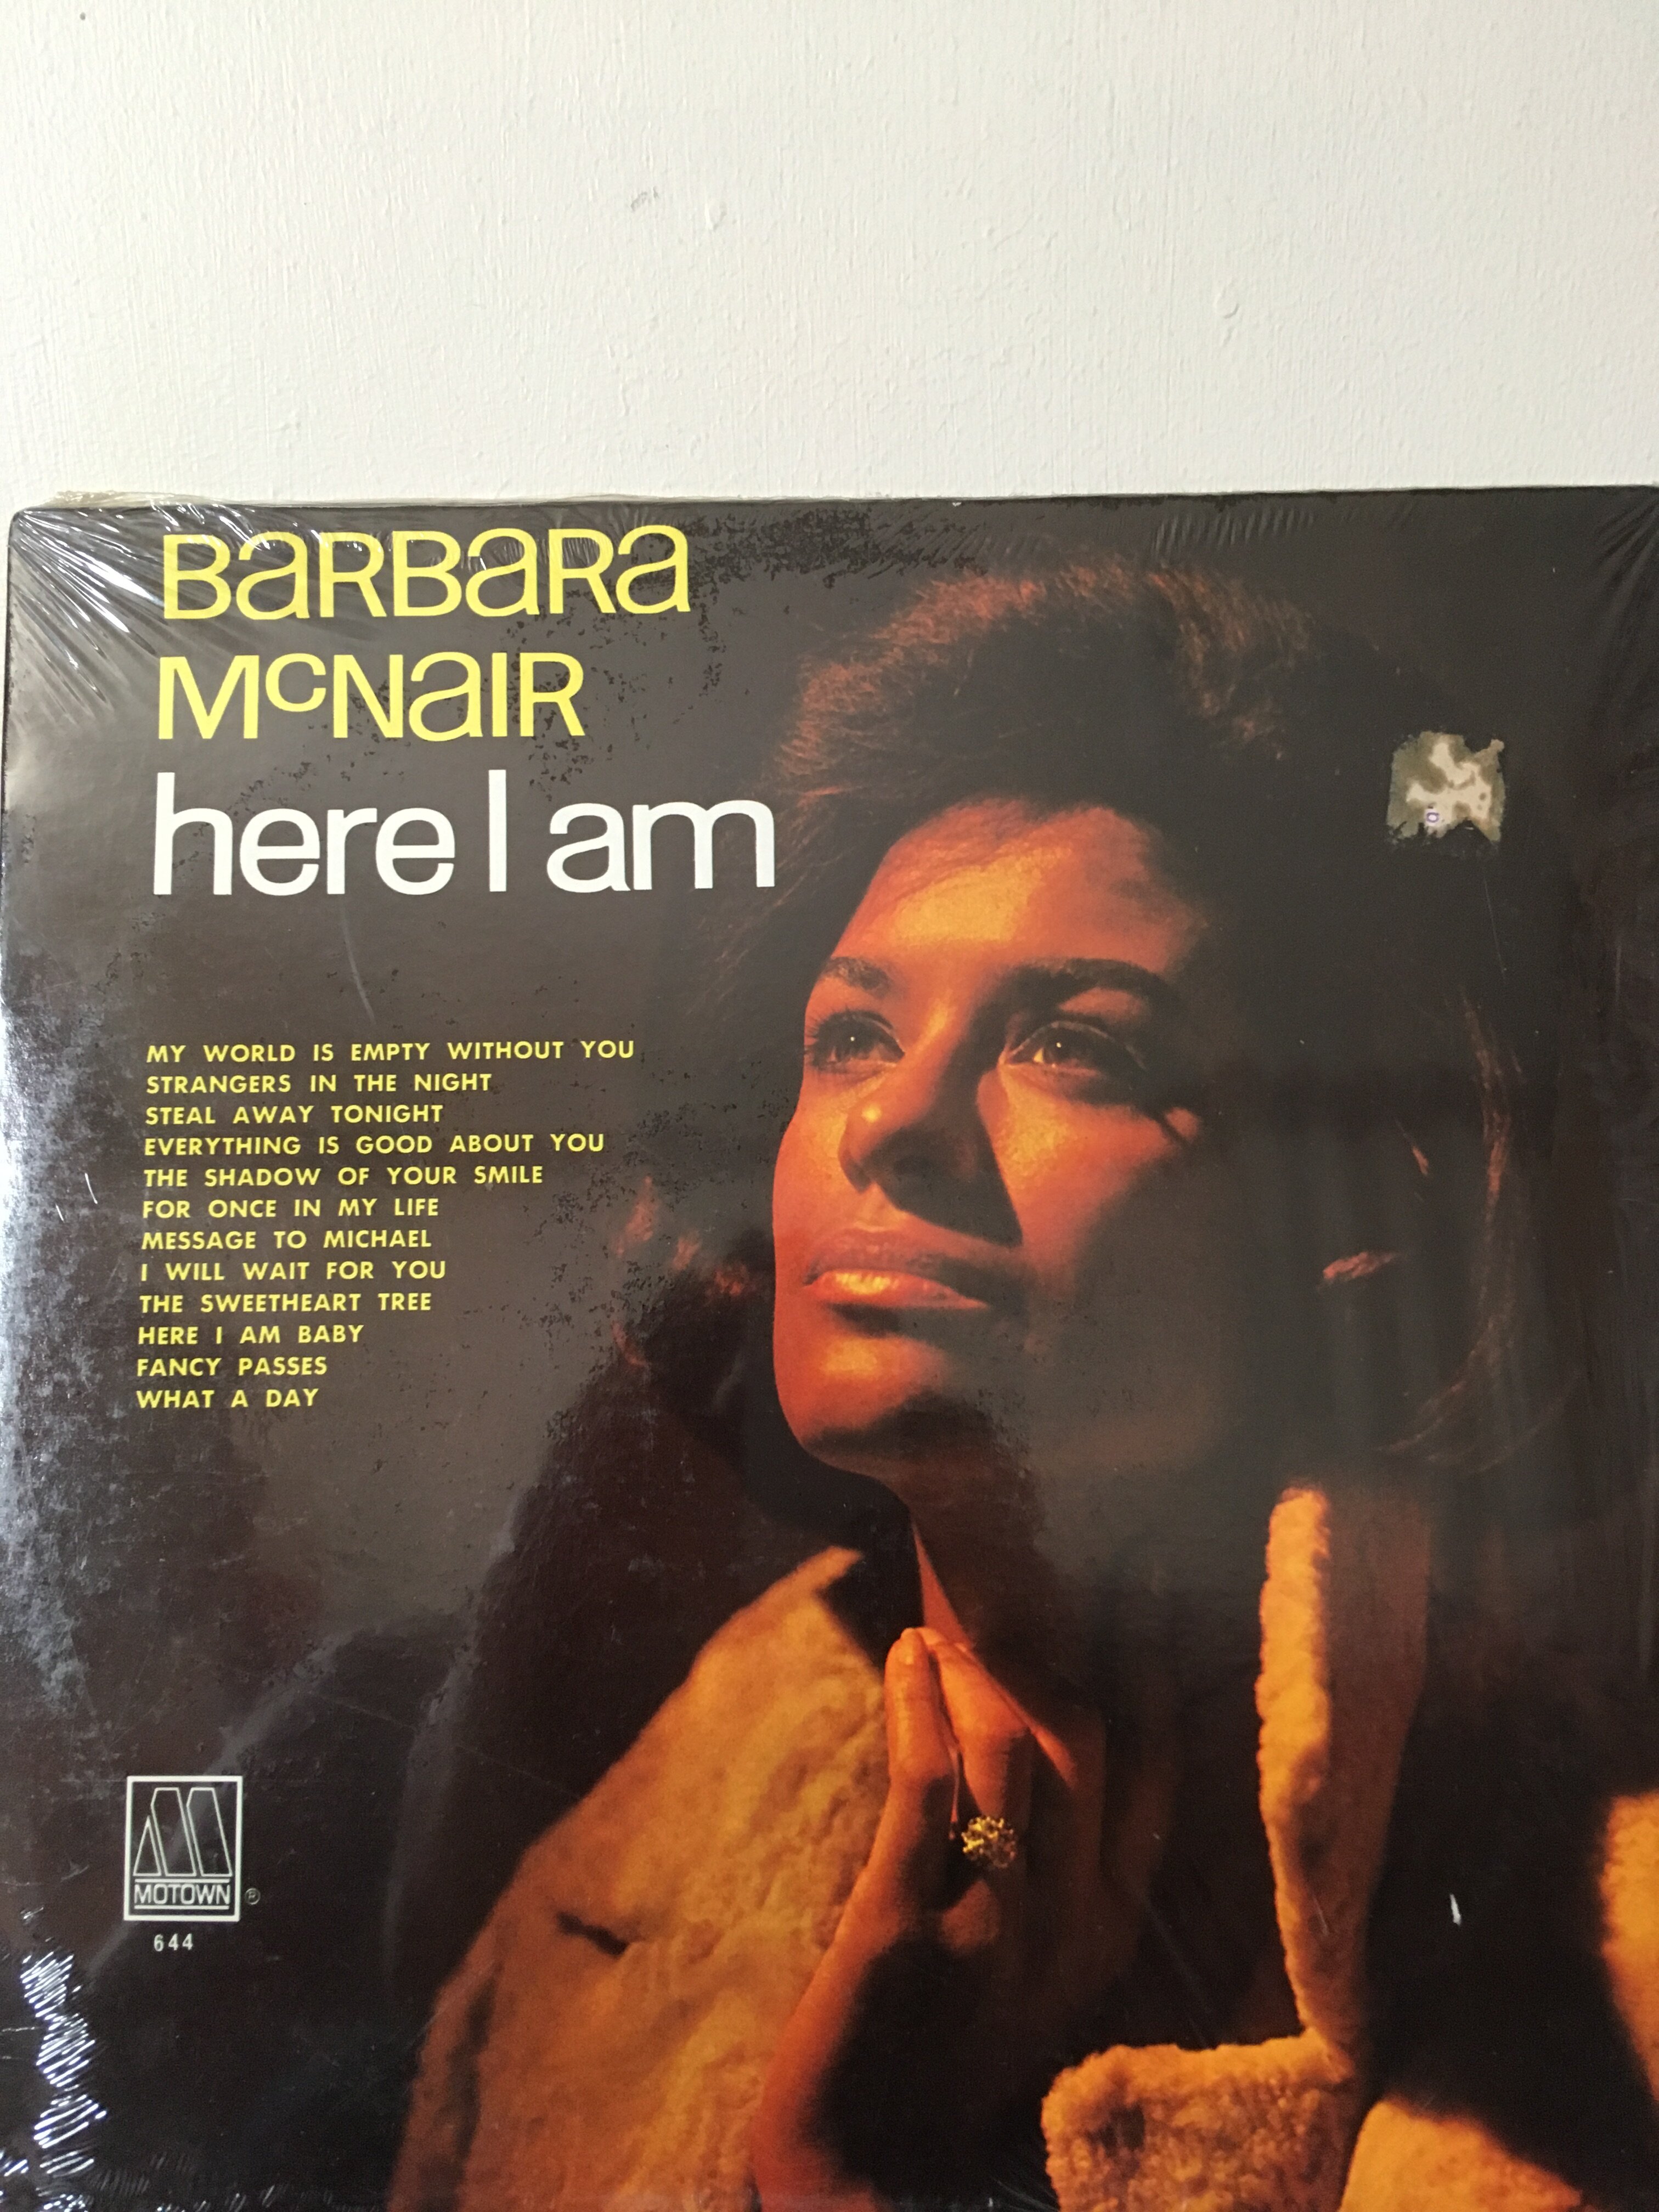 BARBARA
McNAIR
here I am
MY WORLD IS EMPTY WITHOUT YOU
STRANGERS IN THE NIGHT
STEAL AWAY TONIGHT
EVERYTHING IS GOOD ABOUT YOU
THE SHADOW OF YOUR SMILE
FOR ONCE IN MY LIFE
MESSAGE TO MICHAEL
I WILL WAIT FOR YOU
THE SWEETHEART TREE
HERE I AM BABY
FANCY PASSES
WHAT A DAY
M
MOTOWN ®
644